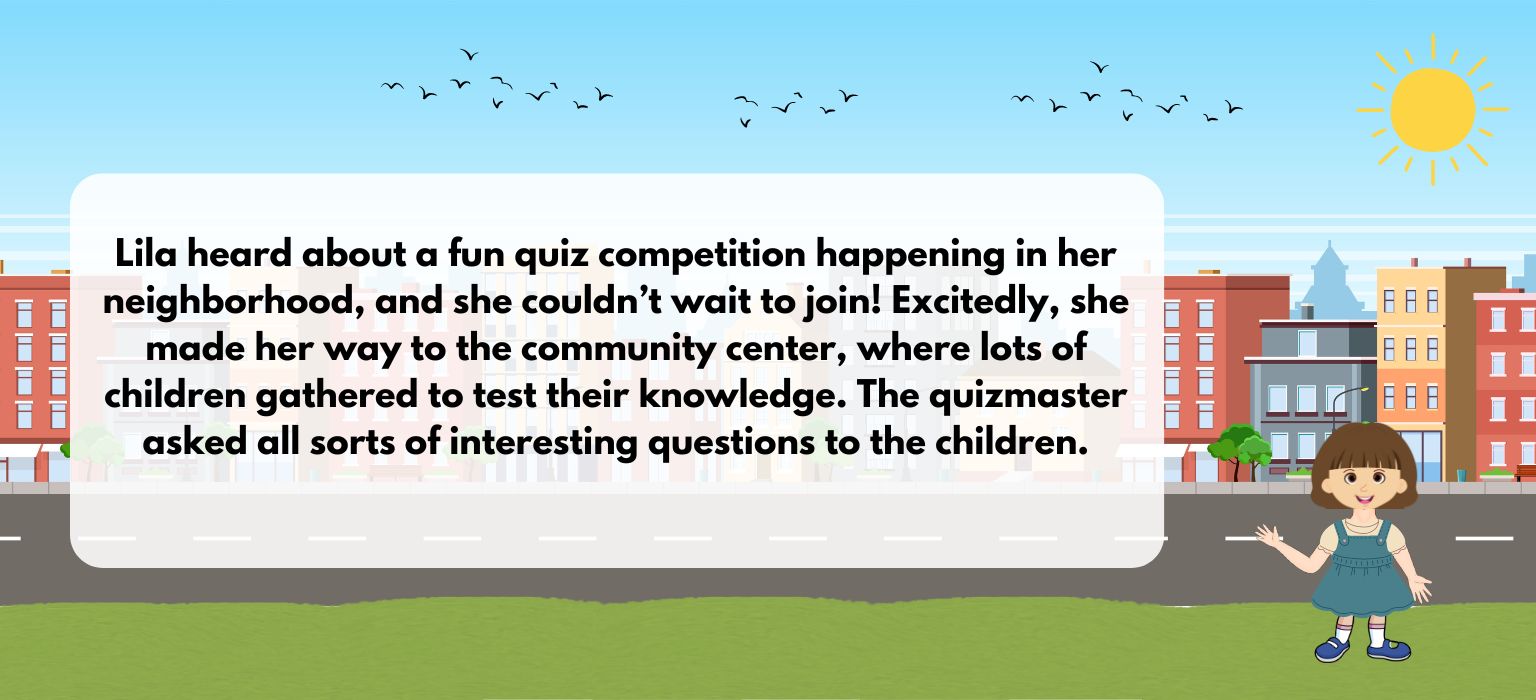 Lila heard about a fun quiz competition happening in her
neighborhood, and she couldn’t wait to join! Excitedly, she
made her way to the community center, where lots of
children gathered to test their knowledge. The quizmaster
asked all sorts of interesting questions to the children.